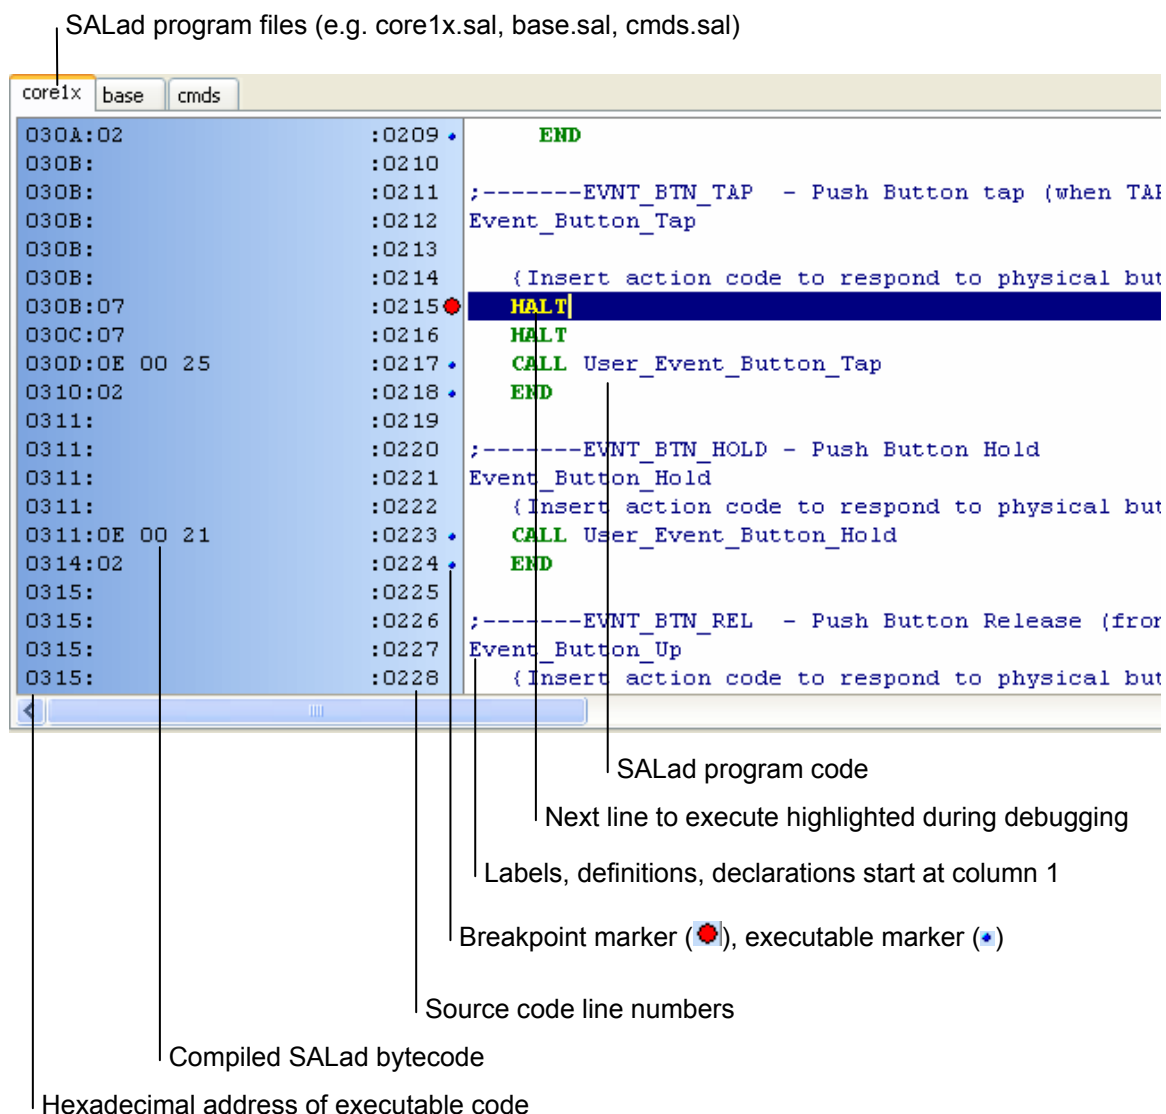 SALad program files (e.g. core1x.sal, base.sal, cmds.sal)
core1x base cmds
030A:02 :0209 END
030B: :0210
030B: :0211 ;-------EVNT_BTN_TAP - Push Button tap (when TAP
030B: :0212 Event_Button_Tap
030B: :0213
030B: :0214 {Insert action code to respond to physical but
030B:07 :0215 HALT
030C:07 :0216 HALT
030D:0E 00 25 :0217 CALL User_Event_Button_Tap
0310:02 :0218 END
0311: :0219
0311: :0220 ;-------EVNT_BTN_HOLD - Push Button Hold
0311: :0221 Event_Button_Hold
0311: :0222 {Insert action code to respond to physical but
0311:0E 00 21 :0223 CALL User_Event_Button_Hold
0314:02 :0224 END
0315: :0225
0315: :0226 ;-------EVNT_BTN_REL - Push Button Release (fron
0315: :0227 Event_Button_Up
0315: :0228 {Insert action code to respond to physical but
SALad program code
Next line to execute highlighted during debugging
Labels, definitions, declarations start at column 1
Breakpoint marker (), executable marker ()
Source code line numbers
Compiled SALad bytecode
Hexadecimal address of executable code